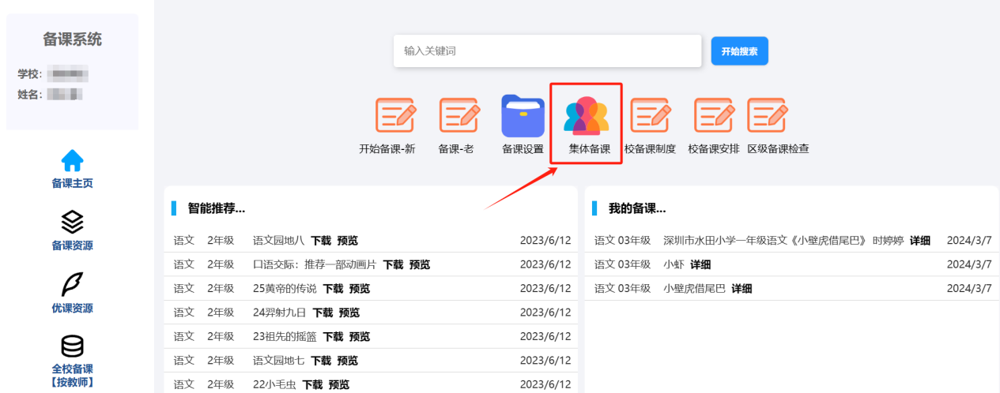 备课系统
学校:
姓名:
备课主页
备课资源
优课资源
全校备课
【按教师】
输入关键词
开始搜索
开始备课-新 备课-老 备课设置 集体备课 校备课制度 校备课安排 区级备课检查
智能推荐...
语文 2年级 语文园地八 下载 预览 2023/6/12
语文 2年级 口语交际：推荐一部动画片 下载 预览 2023/6/12
语文 2年级 25黄帝的传说 下载 预览 2023/6/12
语文 2年级 24羿射九日 下载 预览 2023/6/12
语文 2年级 23祖先的摇篮 下载 预览 2023/6/12
语文 2年级 语文园地七 下载 预览 2023/6/12
语文 2年级 22小毛虫 下载 预览 2023/6/12
我的备课...
语文 03年级 深圳市水田小学一年级语文《小壁虎借尾巴》 时婷婷 详细 2024/3/7
语文 03年级 小虾 详细 2024/3/7
语文 03年级 小壁虎借尾巴 详细 2024/3/7